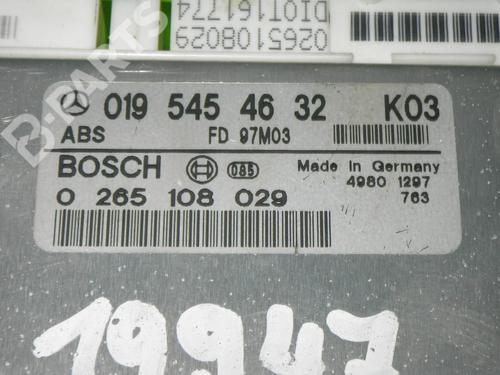 0265108029
DIOT161774
B-PARTS
019 545 46 32 K03
ABS FD 97M03
BOSCH 085 Made in Germany
0 265 108 029 4980 1297
763
19947